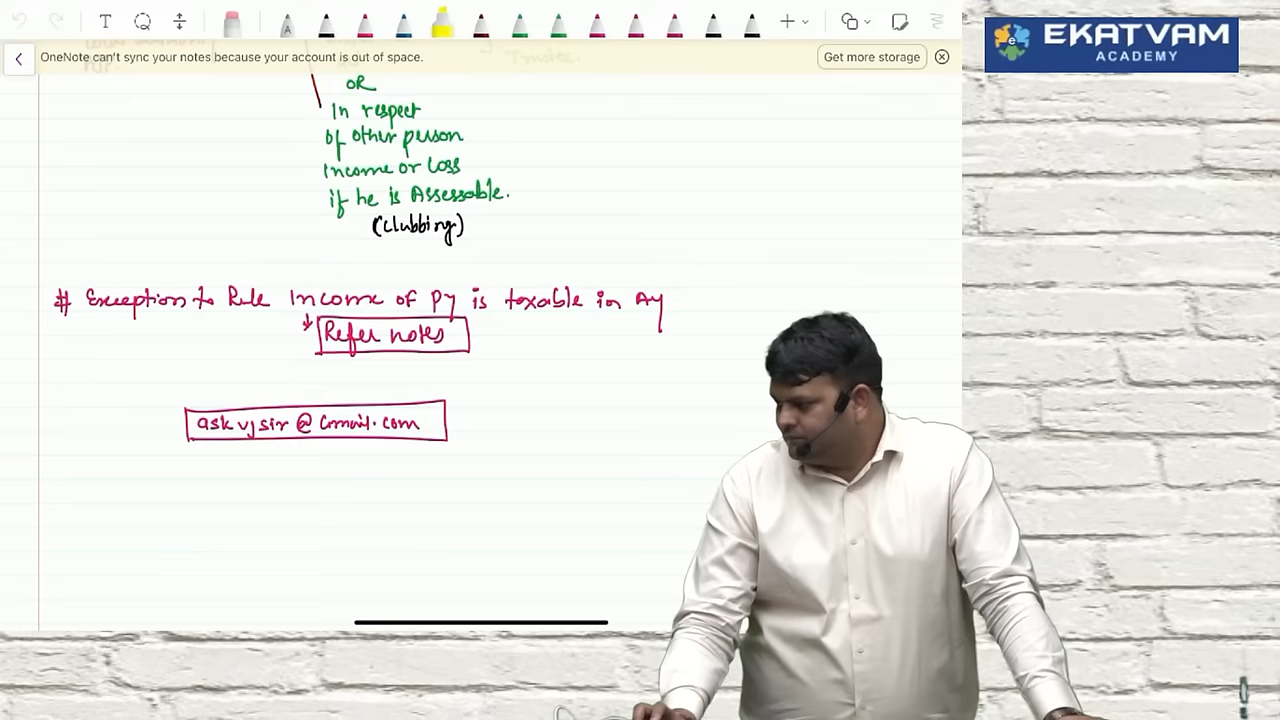 OneNote can't sync your notes because your account is out of space.
Get more storage
EKATVAM
ACADEMY
OR
In respect
of other person
Income or Loss
if he is Assessable.
(Clubbing)
# Exception to Rule Income of Py is taxable in Ay
Refer notes
ask vjsir @ Gmail.com